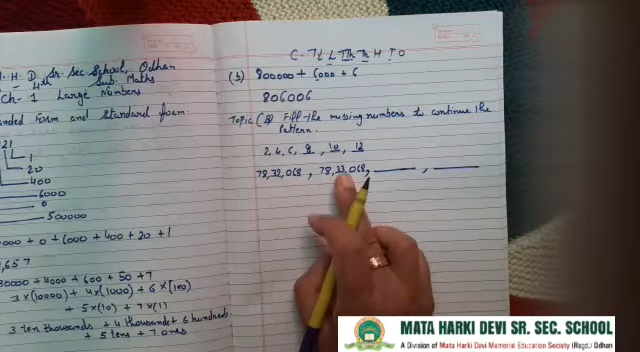 H. D. Sr. Sec. School, Odhan
4th Sub. Maths
Ch-1 Large Numbers
Form and Standard form.
21
1
20
400
6000
0
500000
000 + 0 + 6000 + 400 + 20 + 1
,657
30000 + 4000 + 600 + 50 + 7
3 × (10000) + 4 × (1000) + 6 × (100)
+ 5 × (10) + 7 × (1)
3 ten thousands + 4 thousands + 6 hundreds
+ 5 tens + 7 ones
C TL L TTh Th H T O
(3) 800000 + 6000 + 6
806006
Topic (B) Fill the missing numbers to continue the
pattern.
2, 4, 6, 8, 10, 12
78,32,068, 78,33,068, ______, ______
MATA HARKI DEVI SR. SEC. SCHOOL
A Division of Mata Harki Devi Memorial Education Society (Regd.) Odhan